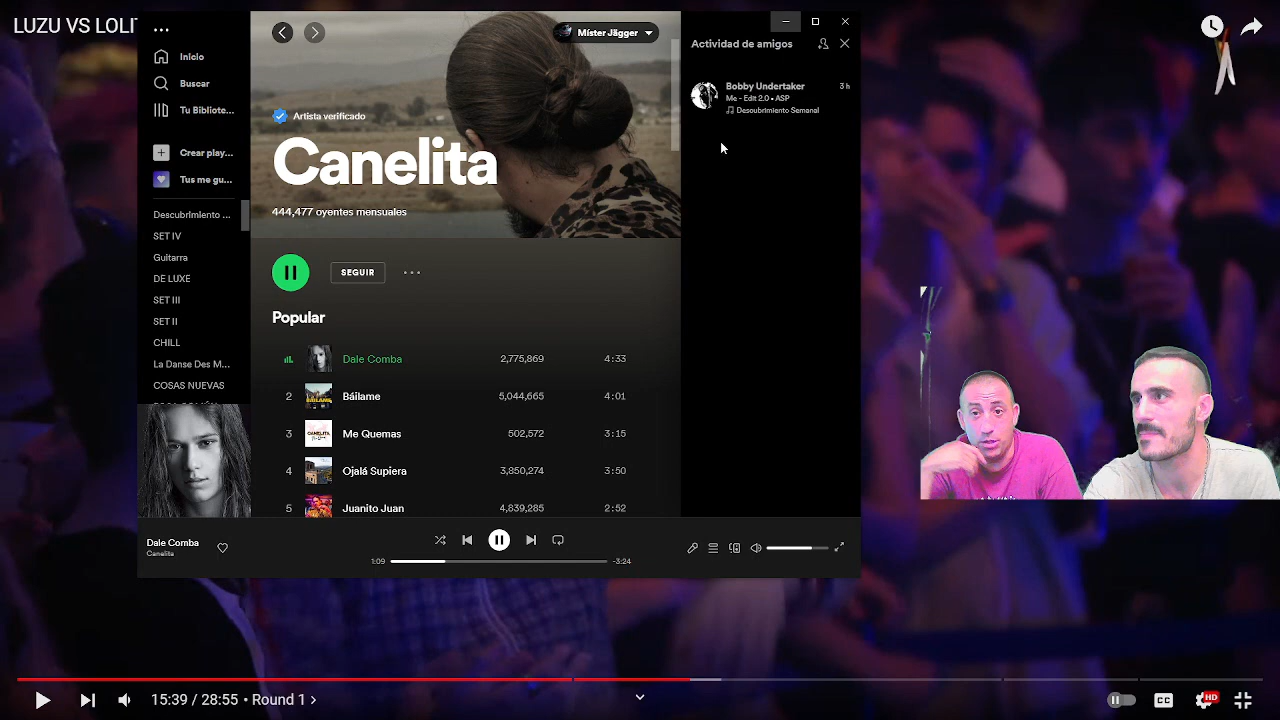 LUZU VS LOLI
Inicio
Buscar
Tu Bibliote...
Crear play...
Tus me gu...
Descubrimiento ...
SET IV
Guitarra
DE LUXE
SET III
SET II
CHILL
La Danse Des M...
COSAS NUEVAS
Míster Jägger
Artista verificado
Canelita
444,477 oyentes mensuales
SEGUIR
Popular
Dale Comba 2,775,869 4:33
2 Báilame 5,044,665 4:01
3 Me Quemas 502,572 3:15
4 Ojalá Supiera 3,850,274 3:50
5 Juanito Juan 4,839,285 2:52
Actividad de amigos
Bobby Undertaker 3 h
Me - Edit 2.0 • ASP
Descubrimiento Semanal
Dale Comba
Canelita
1:09 -3:24
15:39 / 28:55 • Round 1
CC
HD